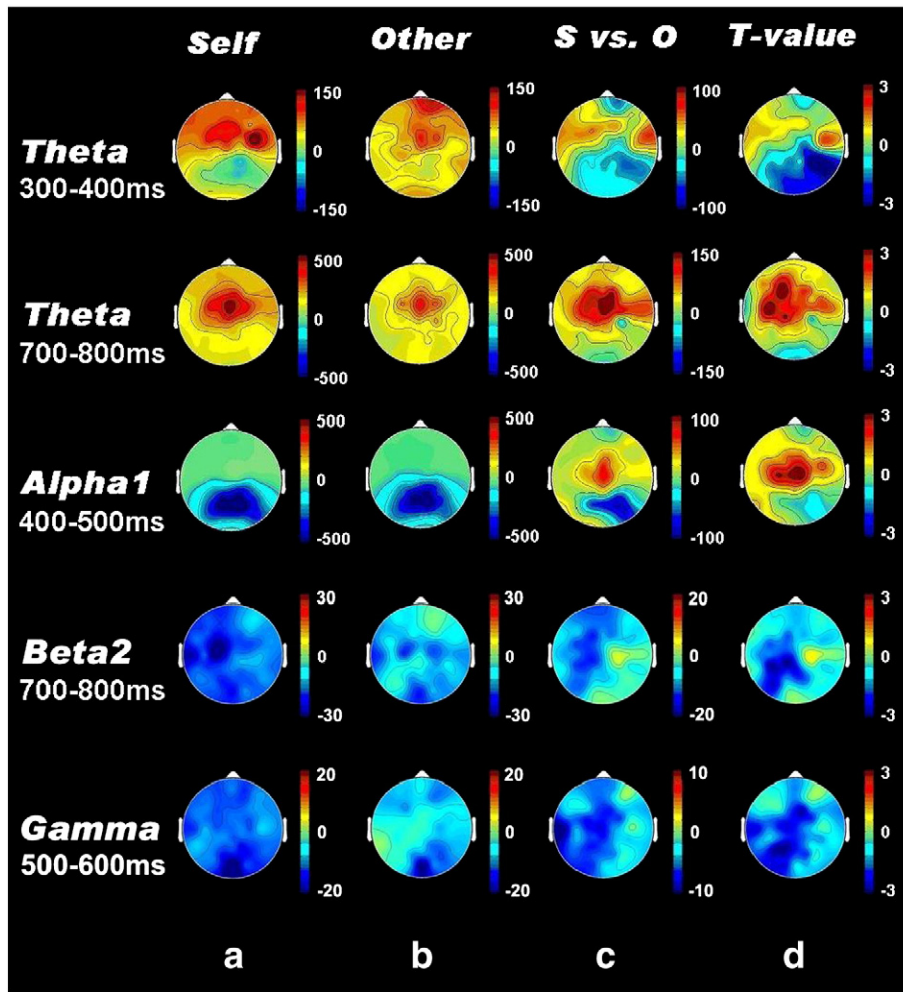 Self Other S vs. O T-value
150 150 100 3
Theta 0 0 0 0
300-400ms
-150 -150 -100 -3
500 500 150 3
Theta 0 0 0 0
700-800ms
-500 -500 -150 -3
500 500 100 3
Alpha1 0 0 0 0
400-500ms
-500 -500 -100 -3
30 30 20 3
Beta2 0 0 0 0
700-800ms
-30 -30 -20 -3
20 20 10 3
Gamma 0 0 0 0
500-600ms
-20 -20 -10 -3
a b c d